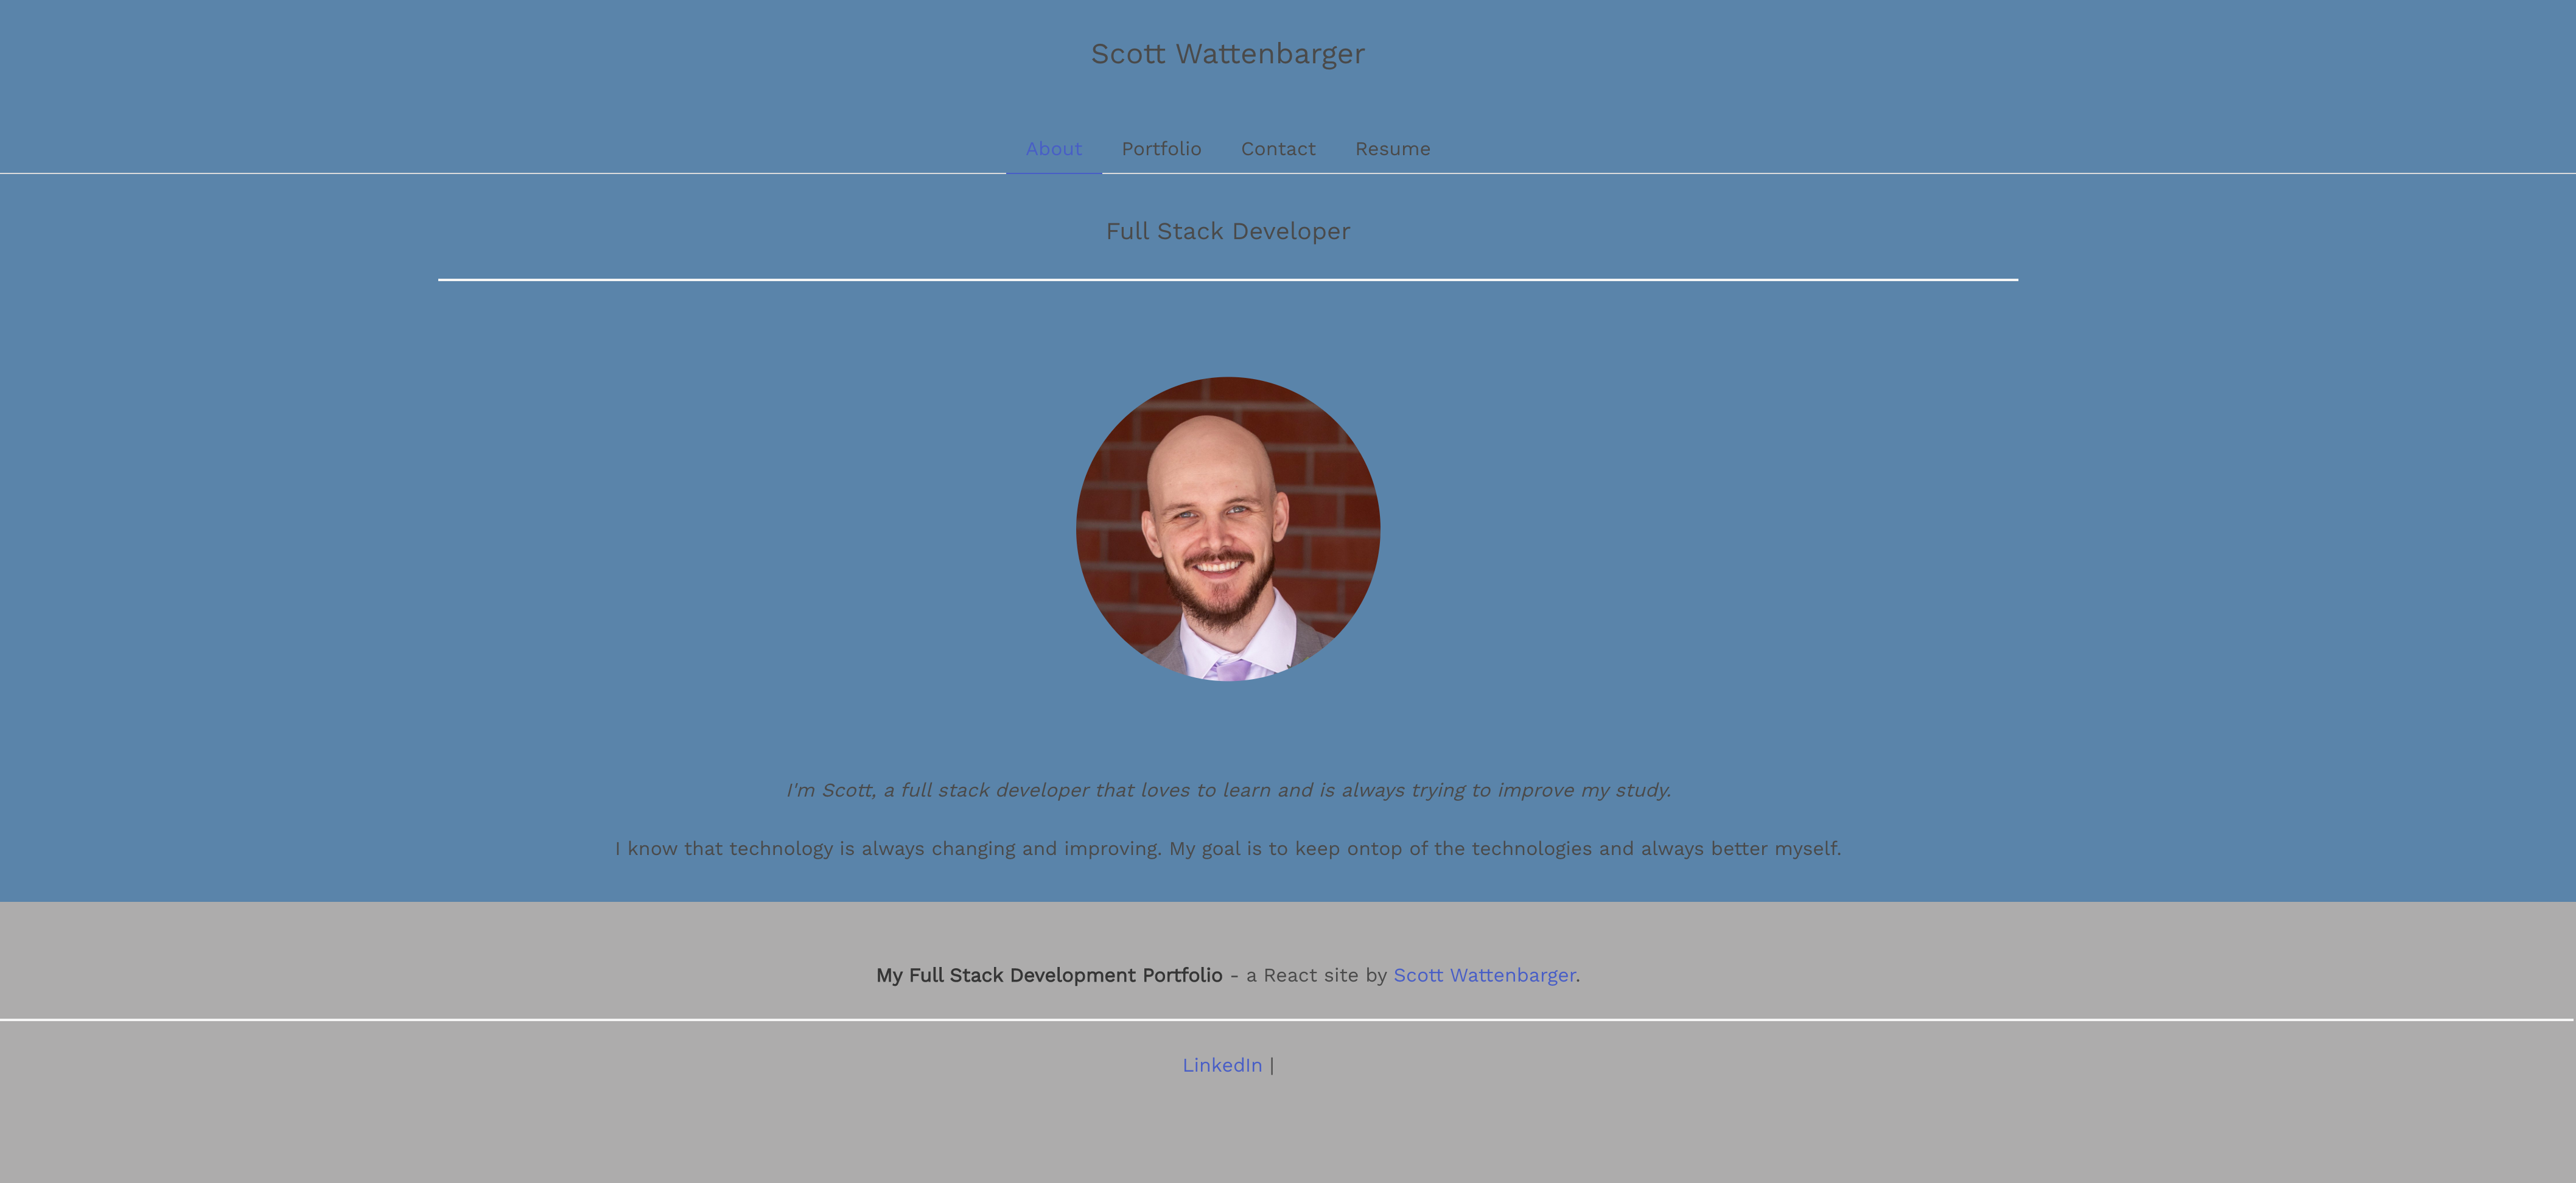 Scott Wattenbarger
About Portfolio Contact Resume
Full Stack Developer
I'm Scott, a full stack developer that loves to learn and is always trying to improve my study.
I know that technology is always changing and improving. My goal is to keep ontop of the technologies and always better myself.
My Full Stack Development Portfolio - a React site by Scott Wattenbarger.
LinkedIn |